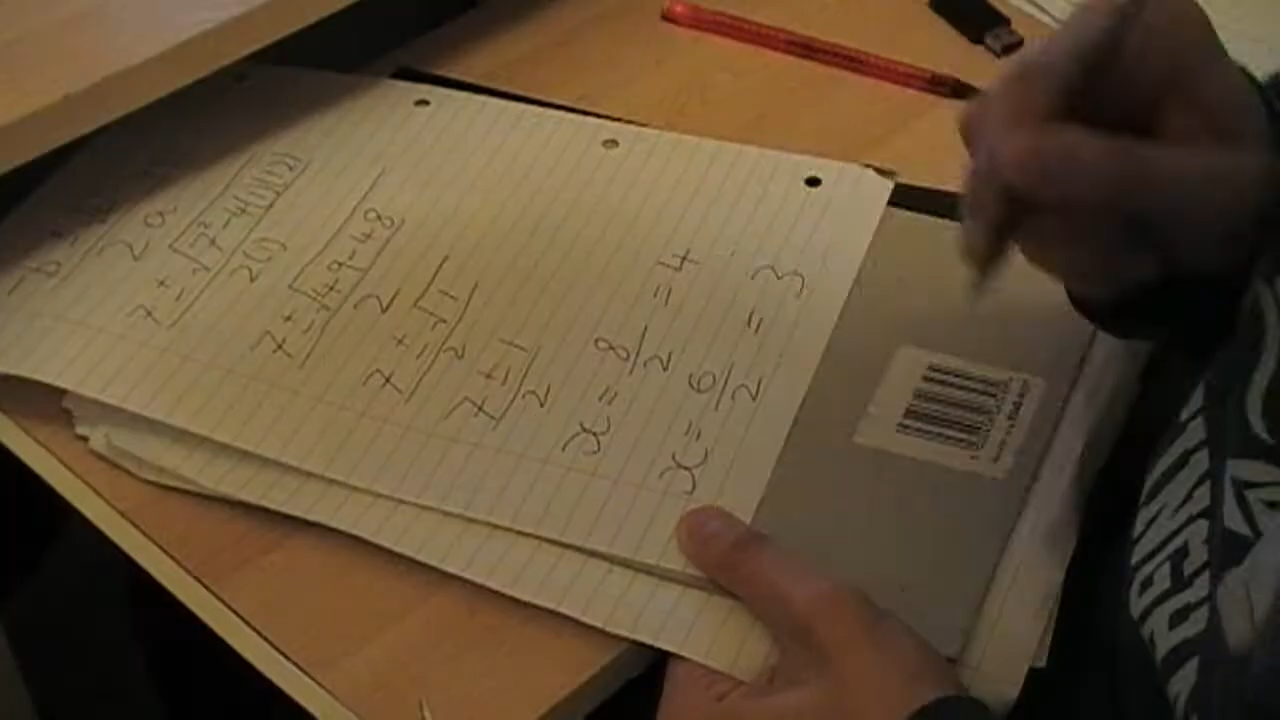 2a
7 ± √7² - 4(1)(12)
2(1)
7 ± √49 - 48
2
7 ± √1
2
7 ± 1
2
x = 8/2 = 4
x = 6/2 = 3